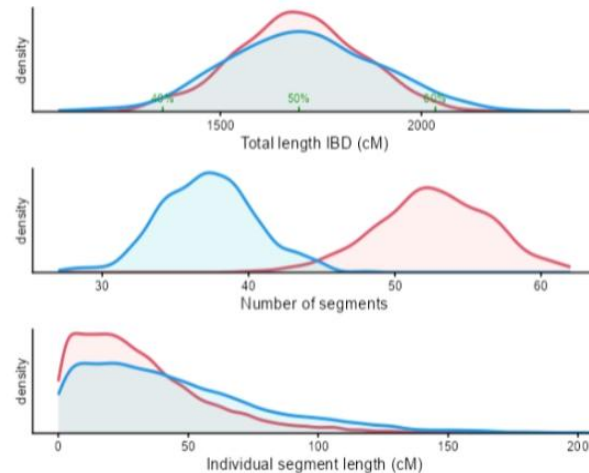 density
40%
50%
60%
1500
2000
Total length IBD (cM)
density
30
40
50
60
Number of segments
density
0
50
100
150
200
Individual segment length (cM)